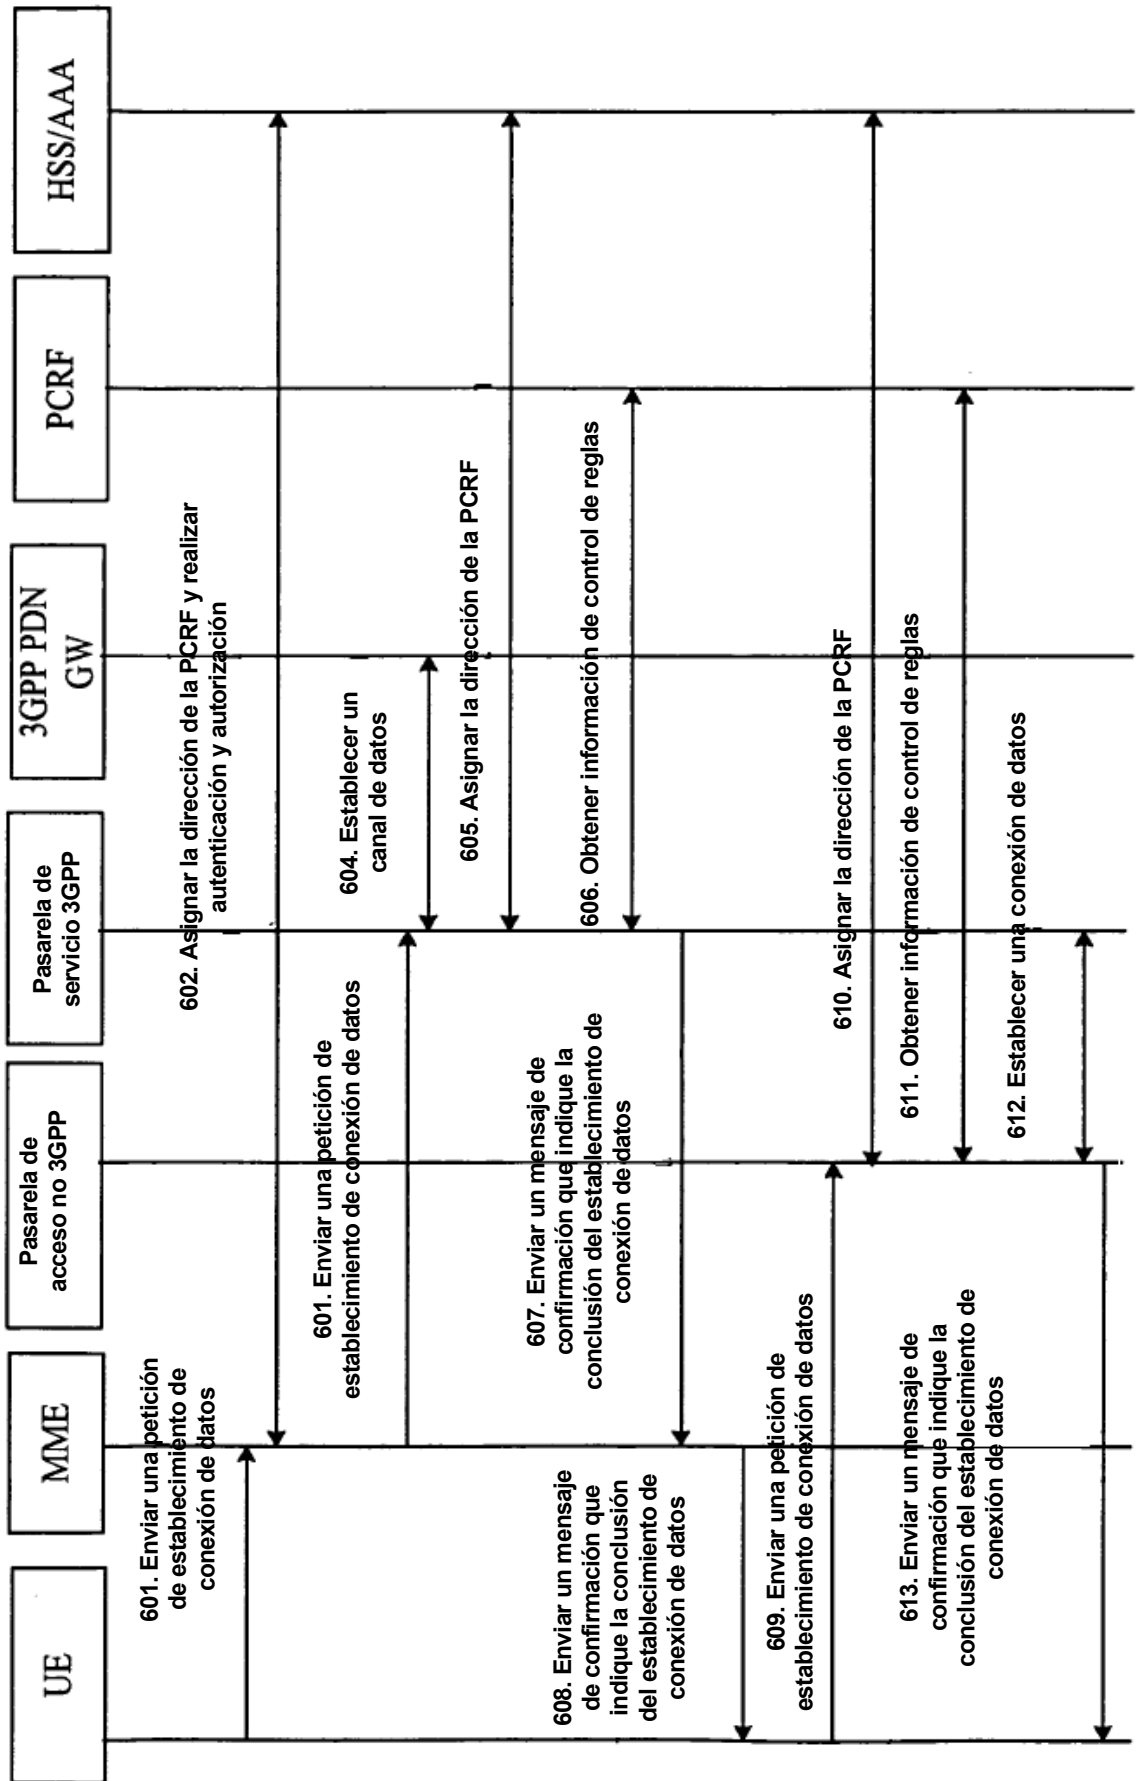 UE
MME
Pasarela de
acceso no 3GPP
Pasarela de
servicio 3GPP
3GPP PDN
GW
PCRF
HSS/AAA
601. Enviar una petición
de establecimiento de
conexión de datos
602. Asignar la dirección de la PCRF y realizar
autenticación y autorización
601. Enviar una petición de
establecimiento de conexión de datos
604. Establecer un
canal de datos
605. Asignar la dirección de la PCRF
606. Obtener información de control de reglas
607. Enviar un mensaje de
confirmación que indique la
conclusión del establecimiento de
conexión de datos
608. Enviar un mensaje
de confirmación que
indique la conclusión
del establecimiento de
conexión de datos
609. Enviar una petición de
establecimiento de conexión de datos
610. Asignar la dirección de la PCRF
611. Obtener información de control de reglas
612. Establecer una conexión de datos
613. Enviar un mensaje de
confirmación que indique la
conclusión del establecimiento de
conexión de datos